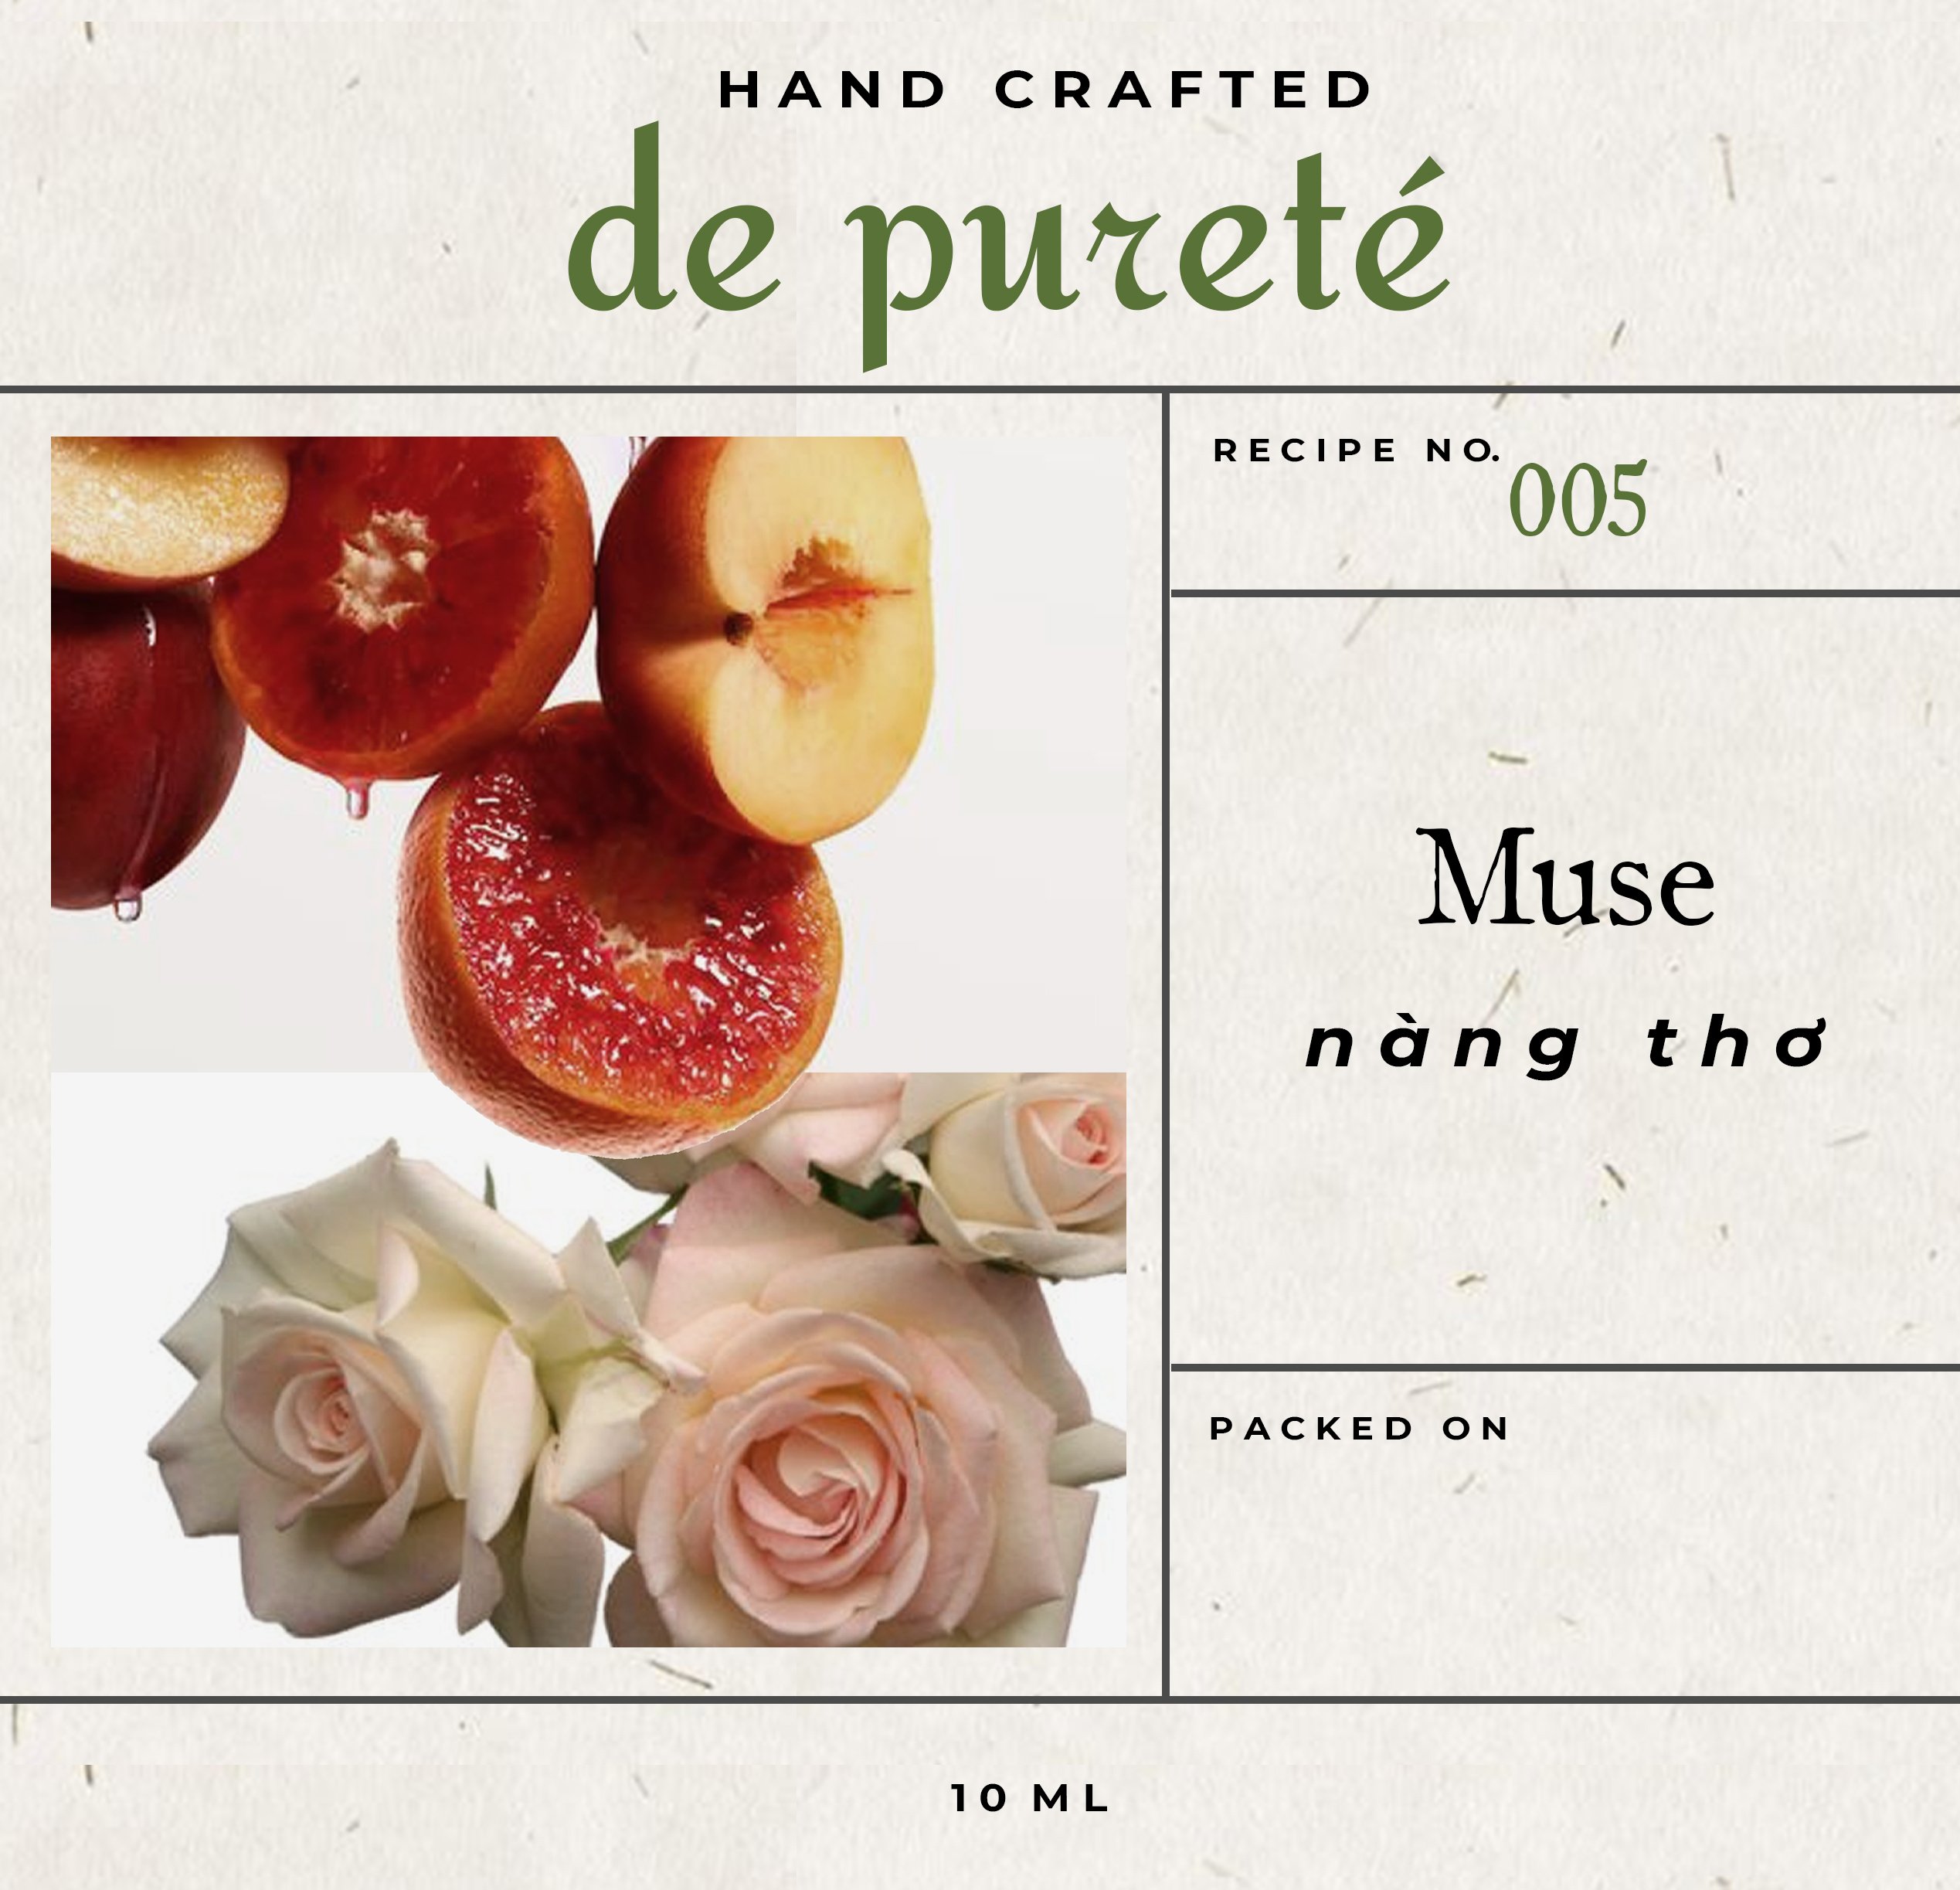 HAND CRAFTED
de pureté
RECIPE NO.
005
Muse
nàng thơ
PACKED ON
10 ML